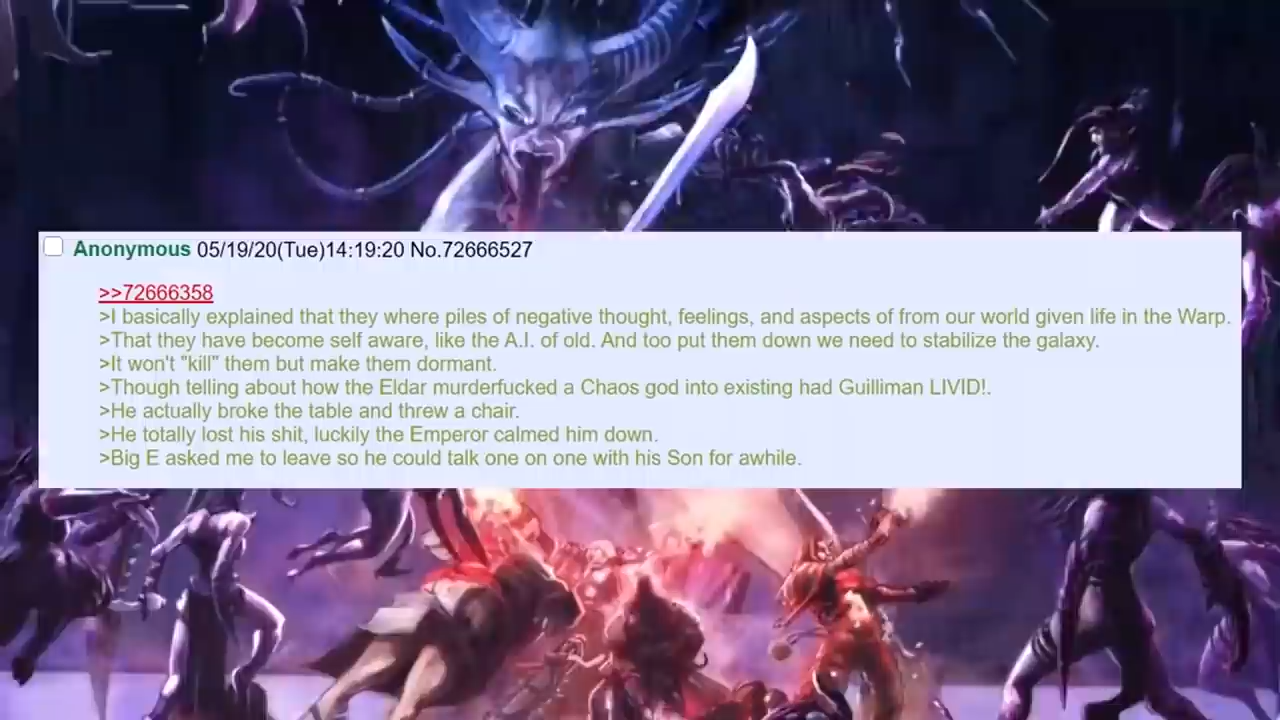 Anonymous 05/19/20(Tue)14:19:20 No.72666527
>>72666358
>I basically explained that they where piles of negative thought, feelings, and aspects of from our world given life in the Warp.
>That they have become self aware, like the A.I. of old. And too put them down we need to stabilize the galaxy.
>It won't "kill" them but make them dormant.
>Though telling about how the Eldar murderfucked a Chaos god into existing had Guilliman LIVID!.
>He actually broke the table and threw a chair.
>He totally lost his shit, luckily the Emperor calmed him down.
>Big E asked me to leave so he could talk one on one with his Son for awhile.